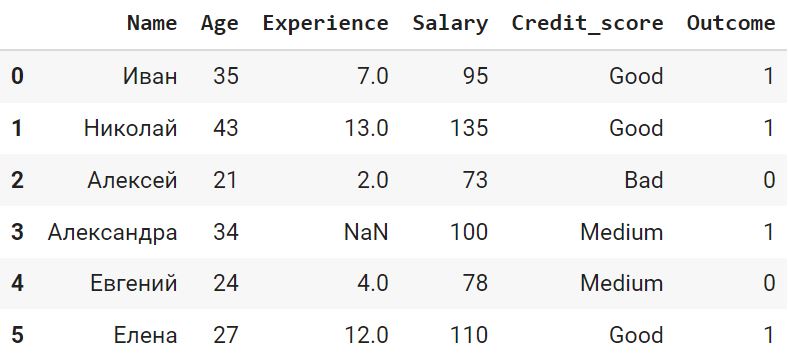 Name Age Experience Salary Credit_score Outcome
0 Иван 35 7.0 95 Good 1
1 Николай 43 13.0 135 Good 1
2 Алексей 21 2.0 73 Bad 0
3 Александра 34 NaN 100 Medium 1
4 Евгений 24 4.0 78 Medium 0
5 Елена 27 12.0 110 Good 1